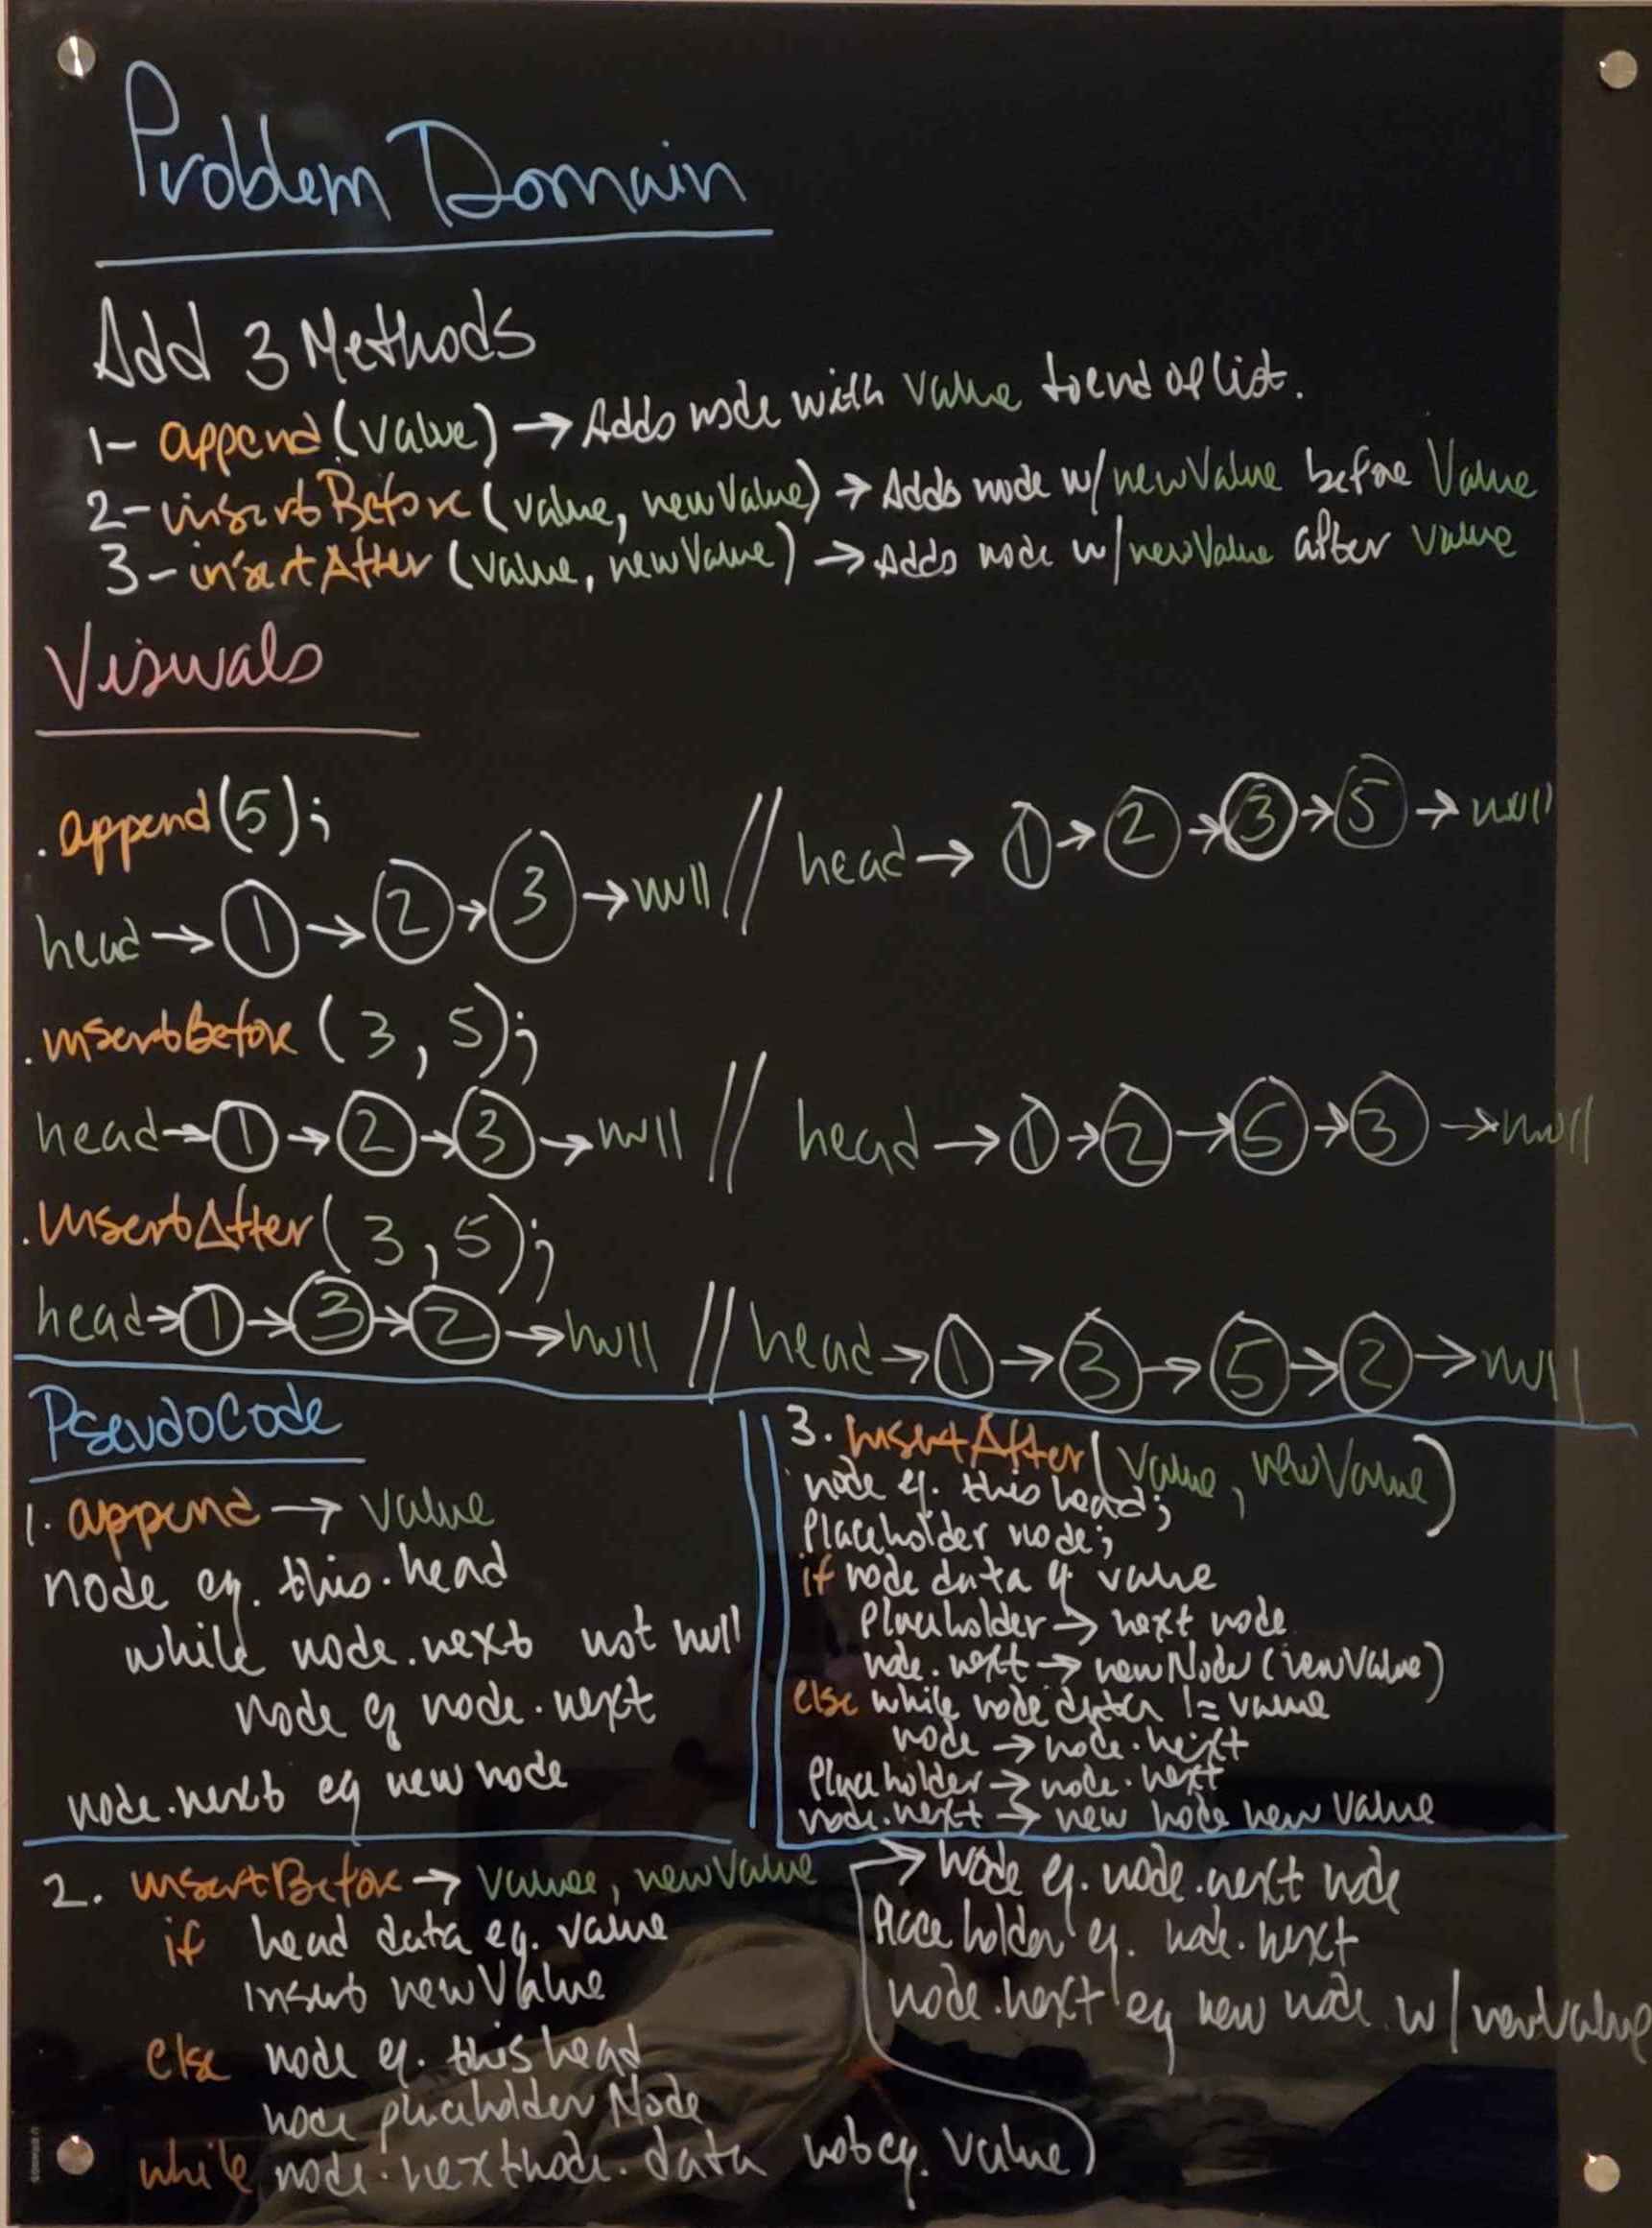 Problem Domain
Add 3 Methods
1- append(value) → Adds node with value to end of list.
2- insertBefore(value, newValue) → Adds node w/ newValue before Value
3- insertAfter (value, newValue) → Adds node w/ newValue after value
Visuals
.append(5);
head → 1 → 2 → 3 → null // head → 1 → 2 → 3 → 5 → null
.insertBefore (3, 5);
head → 1 → 2 → 3 → null // head → 1 → 2 → 5 → 3 → null
.insertAfter(3, 5);
head → 1 → 3 → 2 → null // head → 1 → 3 → 5 → 2 → null
PseudoCode
1. append → value
node eq. this.head
while node.next not null
node eq node.next
node.next eq new node
3. insertAfter(value, newValue)
node eq. this head;
Placeholder node;
if node data eq. value
Placeholder → next node
node.next → newNode(newValue)
else while node data != value
node → node.next
Placeholder → node.next
node.next → new node new value
2. insertBefore → value, newValue
if head data eq. value
insert newValue
else node eq. this head
node placeholder Node
while node.nextnode.data not eq. value)
→ Node eq. node.next node
Placeholder eq. node.next
node.next eq new node w/ newValue